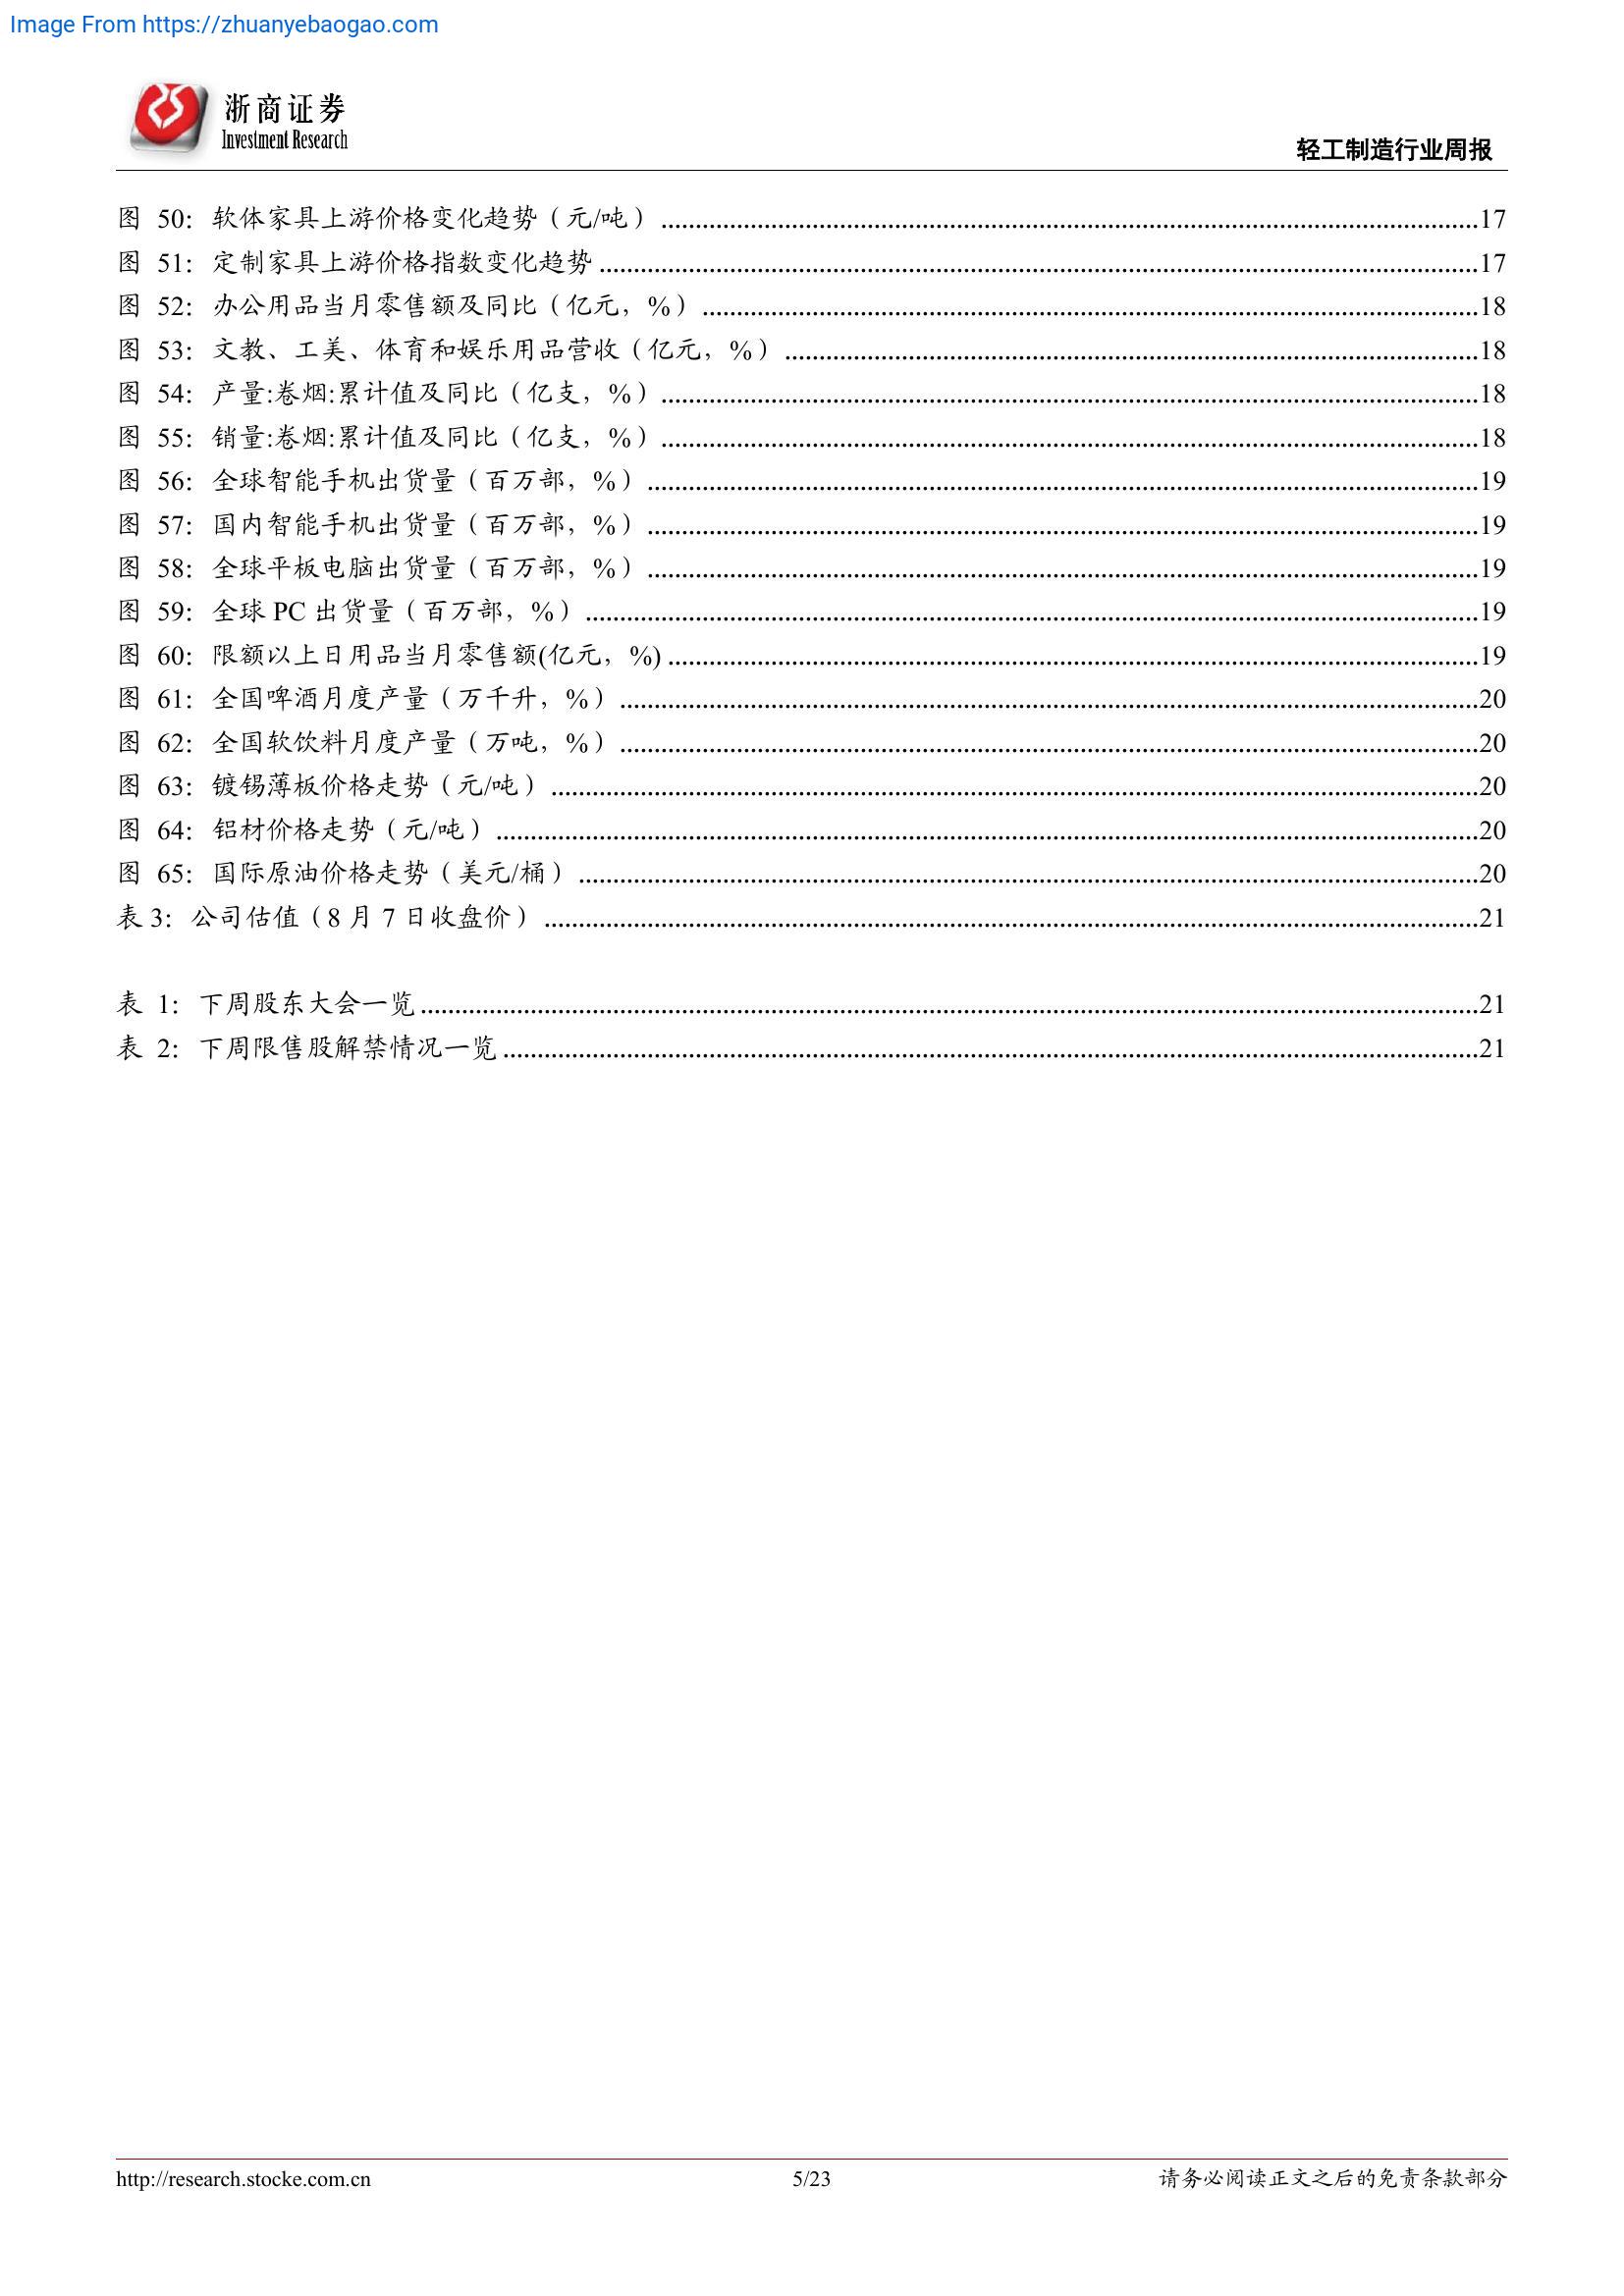 Image From https://zhuanyebaogao.com
浙商证券
Investment Research
轻工制造行业周报
图 50：软体家具上游价格变化趋势（元/吨）17
图 51：定制家具上游价格指数变化趋势17
图 52：办公用品当月零售额及同比（亿元，%）18
图 53：文教、工美、体育和娱乐用品营收（亿元，%）18
图 54：产量:卷烟:累计值及同比（亿支，%）18
图 55：销量:卷烟:累计值及同比（亿支，%）18
图 56：全球智能手机出货量（百万部，%）19
图 57：国内智能手机出货量（百万部，%）19
图 58：全球平板电脑出货量（百万部，%）19
图 59：全球 PC 出货量（百万部，%）19
图 60：限额以上日用品当月零售额(亿元，%)19
图 61：全国啤酒月度产量（万千升，%）20
图 62：全国软饮料月度产量（万吨，%）20
图 63：镀锡薄板价格走势（元/吨）20
图 64：铝材价格走势（元/吨）20
图 65：国际原油价格走势（美元/桶）20
表 3：公司估值（8 月 7 日收盘价）21
表 1：下周股东大会一览21
表 2：下周限售股解禁情况一览21
http://research.stocke.com.cn
5/23
请务必阅读正文之后的免责条款部分